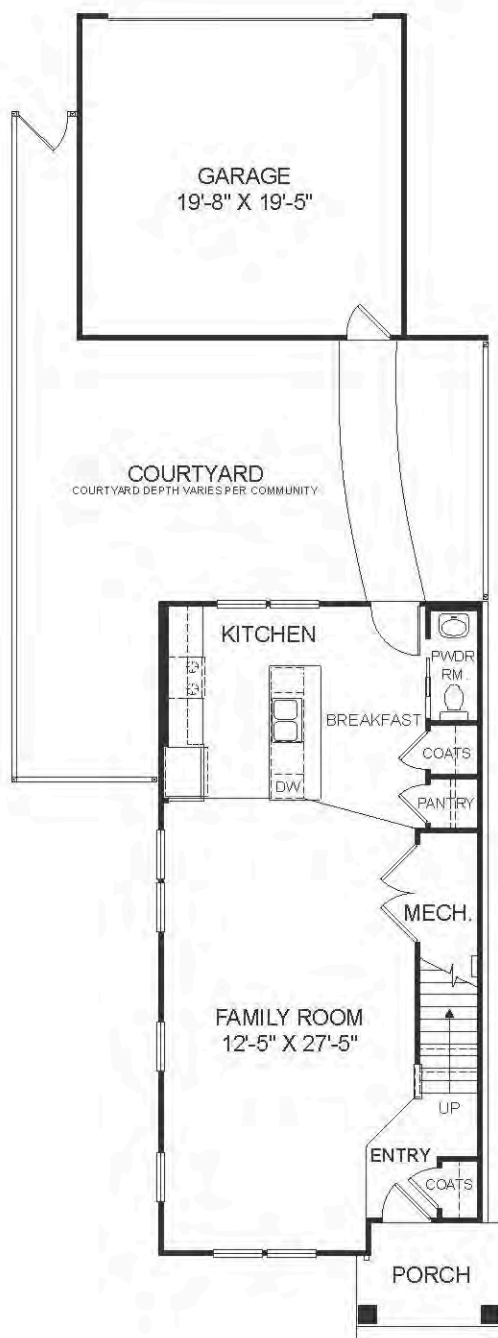 GARAGE
19'-8" X 19'-5"
COURTYARD
COURTYARD DEPTH VARIES PER COMMUNITY
KITCHEN
PWDR
RM.
BREAKFAST
COATS
DW
PANTRY
MECH.
FAMILY ROOM
12'-5" X 27'-5"
UP
ENTRY
COATS
PORCH